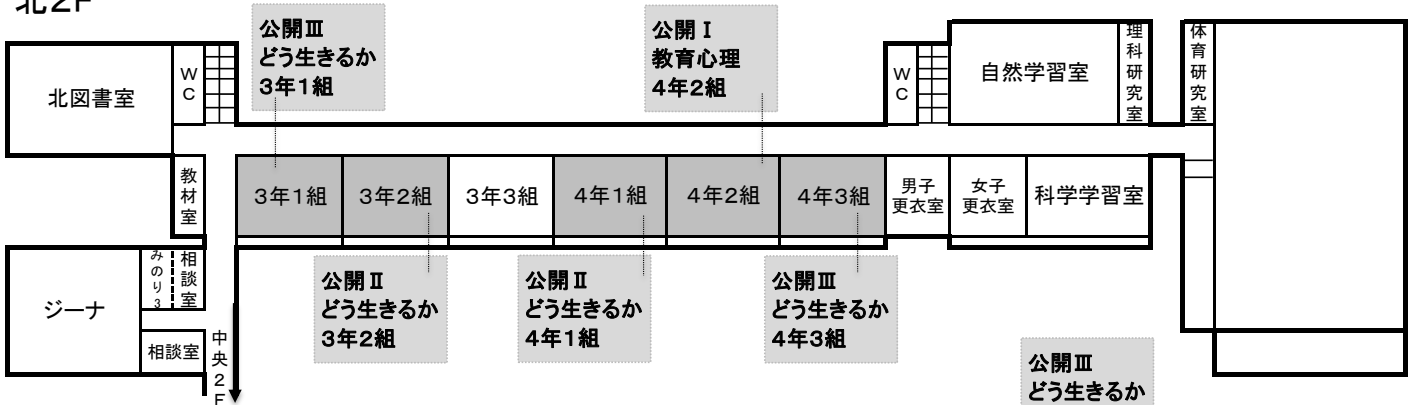 北2F
公開Ⅲ
どう生きるか
3年1組
公開Ⅰ
教育心理
4年2組
北図書室
WC
WC
自然学習室
理科研究室
体育研究室
教材室
3年1組
3年2組
3年3組
4年1組
4年2組
4年3組
男子
更衣室
女子
更衣室
科学学習室
ジーナ
みのり3
相談室
相談室
中央2F
公開Ⅱ
どう生きるか
3年2組
公開Ⅱ
どう生きるか
4年1組
公開Ⅲ
どう生きるか
4年3組
公開Ⅲ
どう生きるか